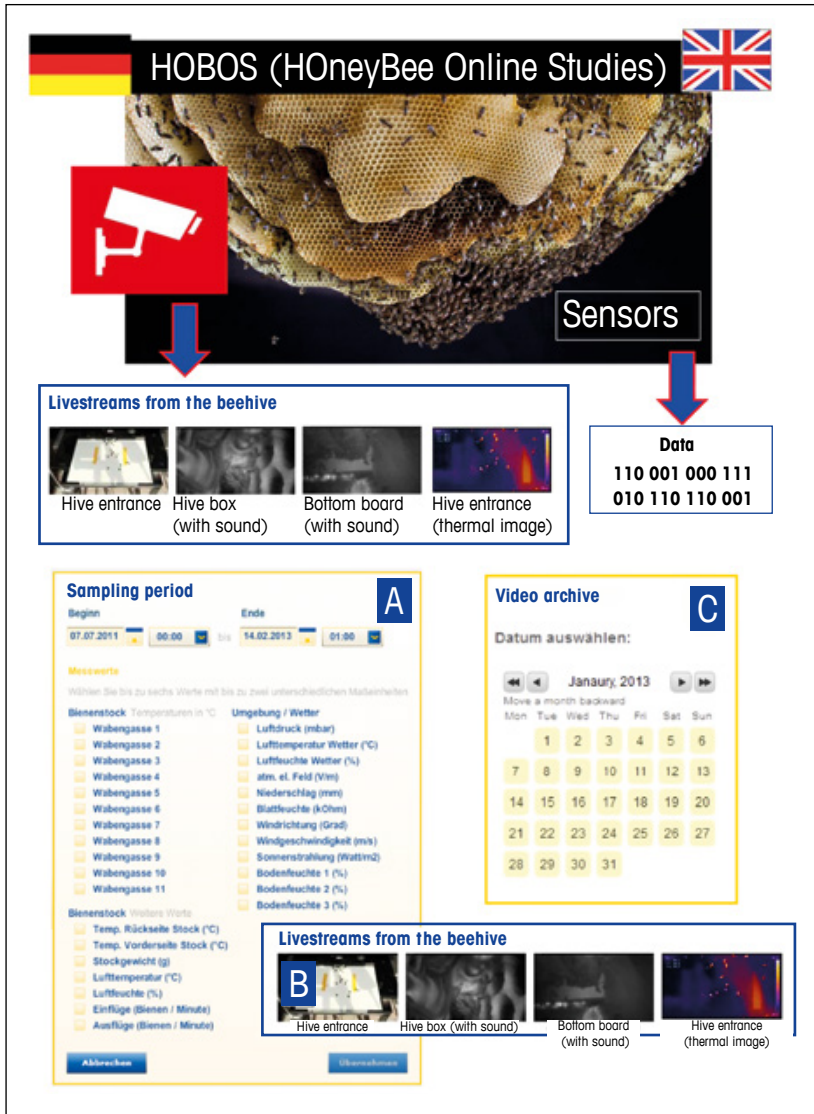 HOBOS (HOneyBee Online Studies)
Sensors
Livestreams from the beehive
Hive entrance
Hive box
(with sound)
Bottom board
(with sound)
Hive entrance
(thermal image)
Data
110 001 000 111
010 110 110 001
Sampling period
A
Beginn Ende
07.07.2011 00:00 bis 14.02.2013 01:00
Messwerte
Wählen Sie bis zu sechs Werte mit bis zu zwei unterschiedlichen Maßeinheiten
Bienenstock Temperaturen in °C
Wabengasse 1
Wabengasse 2
Wabengasse 3
Wabengasse 4
Wabengasse 5
Wabengasse 6
Wabengasse 7
Wabengasse 8
Wabengasse 9
Wabengasse 10
Wabengasse 11
Umgebung / Wetter
Luftdruck (mbar)
Lufttemperatur Wetter (°C)
Luftfeuchte Wetter (%)
atm. el. Feld (V/m)
Niederschlag (mm)
Blattfeuchte (kOhm)
Windrichtung (Grad)
Windgeschwindigkeit (m/s)
Sonnenstrahlung (Watt/m2)
Bodenfeuchte 1 (%)
Bodenfeuchte 2 (%)
Bodenfeuchte 3 (%)
Bienenstock Weitere Werte
Temp. Rückseite Stock (°C)
Temp. Vorderseite Stock (°C)
Stockgewicht (g)
Lufttemperatur (°C)
Luftfeuchte (%)
Einflüge (Bienen / Minute)
Ausflüge (Bienen / Minute)
Abbrechen Übernehmen
Video archive
C
Datum auswählen:
Janaury, 2013
Move a month backward
Mon Tue Wed Thu Fri Sat Sun
1 2 3 4 5 6
7 8 9 10 11 12 13
14 15 16 17 18 19 20
21 22 23 24 25 26 27
28 29 30 31
Livestreams from the beehive
B
Hive entrance
Hive box (with sound)
Bottom board
(with sound)
Hive entrance
(thermal image)